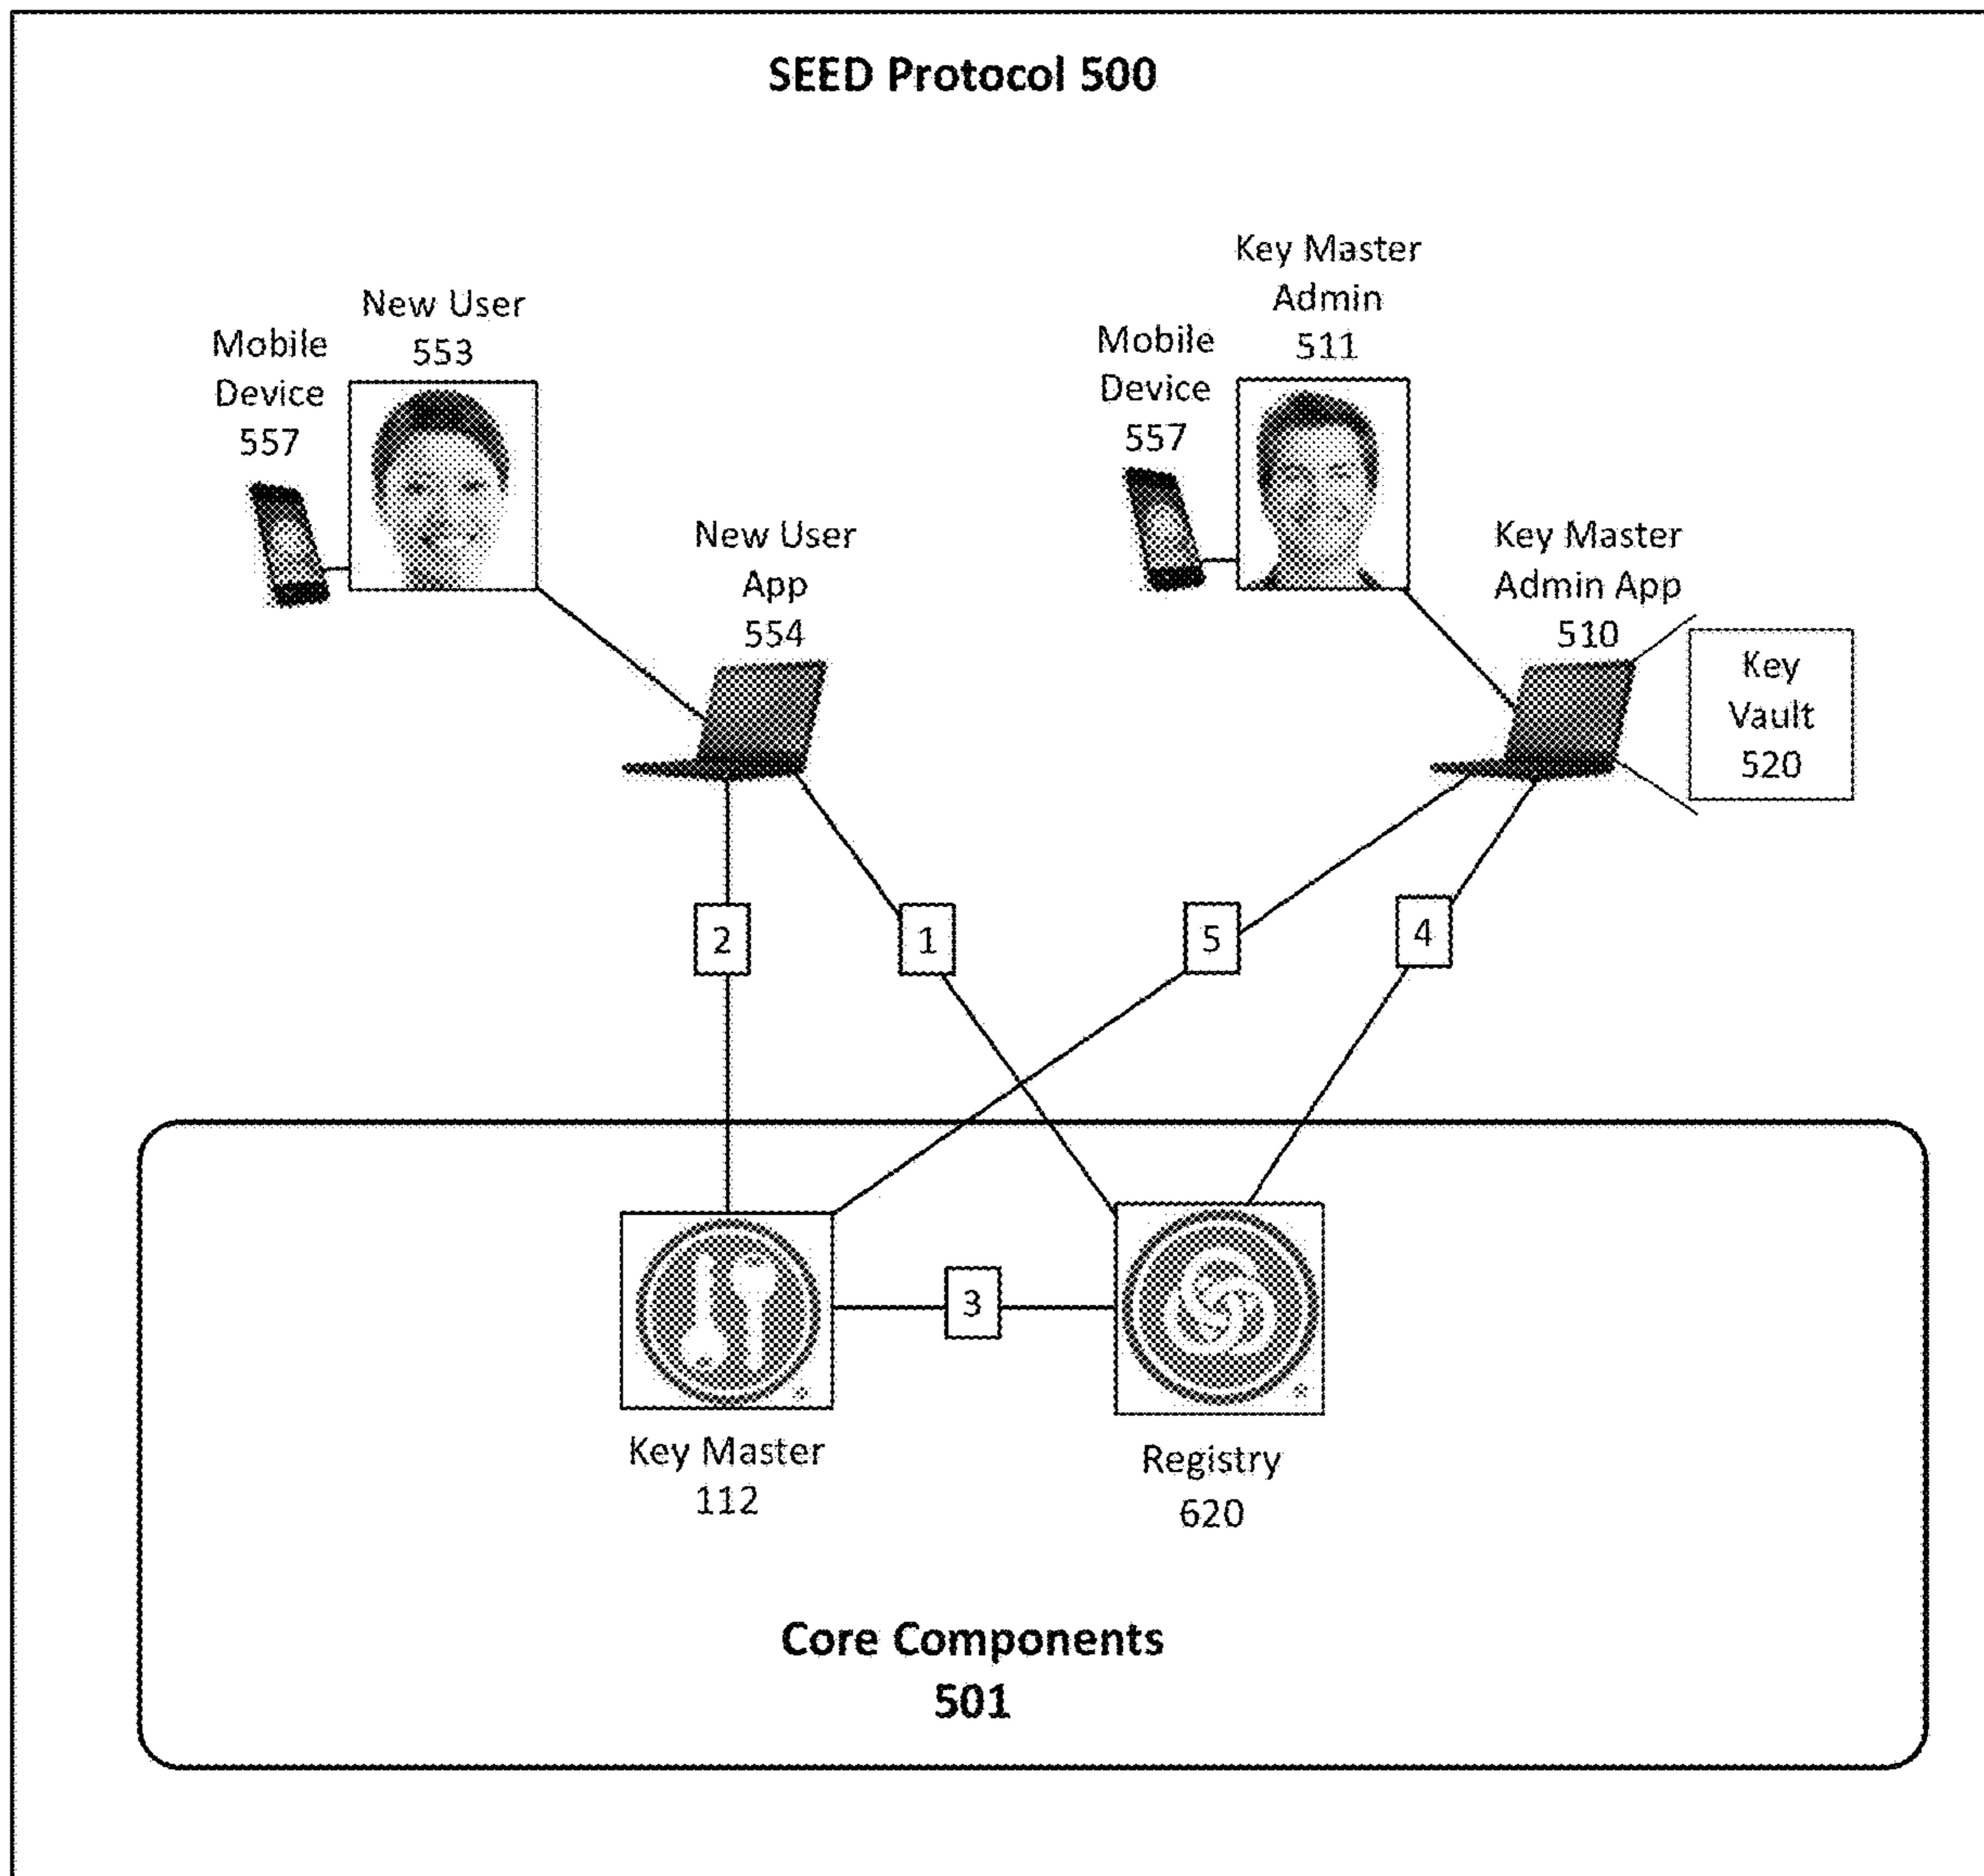 SEED Protocol 500
New User
553
Mobile
Device
557
Key Master
Admin
511
Mobile
Device
557
New User
App
554
Key Master
Admin App
510
Key
Vault
520
2
1
5
4
3
Key Master
112
Registry
620
Core Components
501